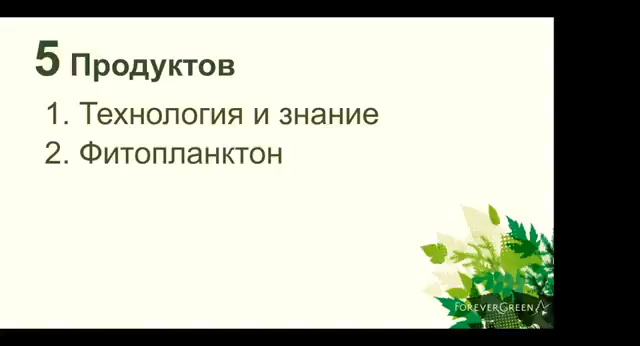 5 Продуктов
1. Технология и знание
2. Фитопланктон
FOREVERGREEN